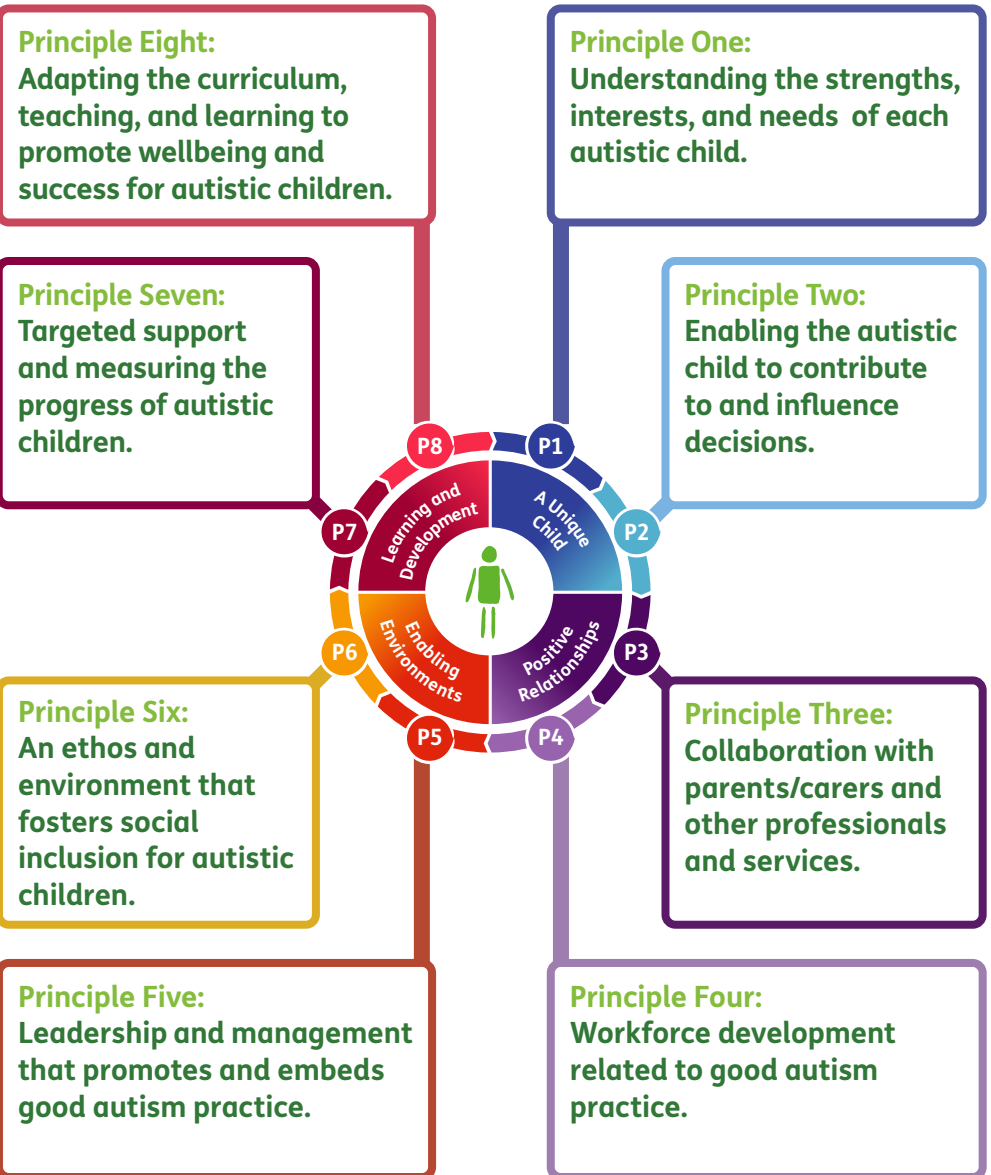 Principle Eight:
Adapting the curriculum,
teaching, and learning to
promote wellbeing and
success for autistic children.
Principle One:
Understanding the strengths,
interests, and needs of each
autistic child.
Principle Seven:
Targeted support
and measuring the
progress of autistic
children.
Principle Two:
Enabling the autistic
child to contribute
to and influence
decisions.
P8
P1
P7
P2
Learning and
Development
A Unique
Child
Enabling
Environments
Positive
Relationships
P6
P3
P5
P4
Principle Six:
An ethos and
environment that
fosters social
inclusion for autistic
children.
Principle Three:
Collaboration with
parents/carers and
other professionals
and services.
Principle Five:
Leadership and management
that promotes and embeds
good autism practice.
Principle Four:
Workforce development
related to good autism
practice.